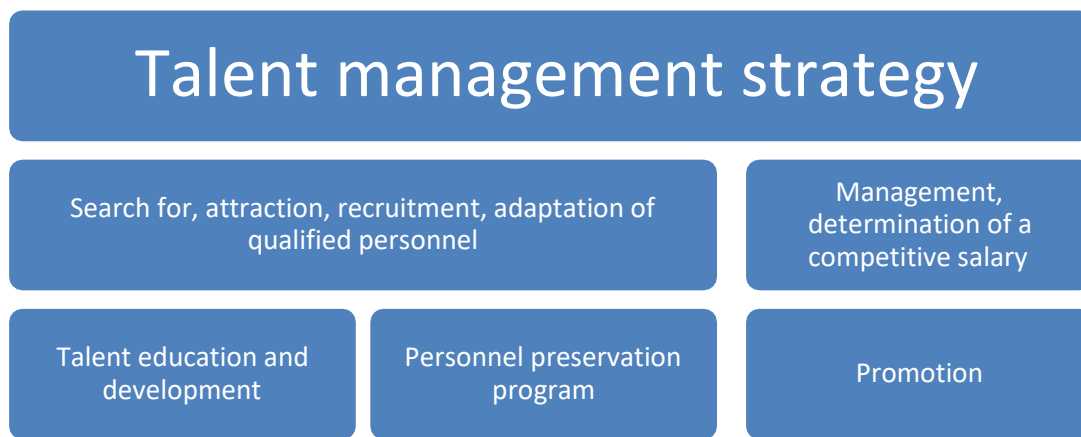 Talent management strategy
Search for, attraction, recruitment, adaptation of
qualified personnel
Management,
determination of a
competitive salary
Talent education and
development
Personnel preservation
program
Promotion